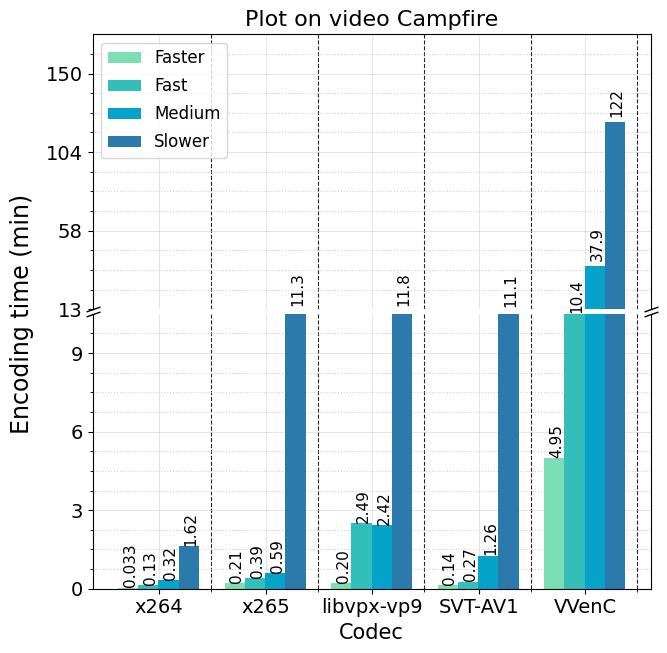 Plot on video Campfire
Faster
Fast
Medium
Slower
150
104
58
13
9
6
3
0
Encoding time (min)
0.033
0.13
0.32
1.62
0.21
0.39
0.59
11.3
0.20
2.49
2.42
11.8
0.14
0.27
1.26
11.1
4.95
10.4
37.9
122
x264
x265
libvpx-vp9
SVT-AV1
VVenC
Codec